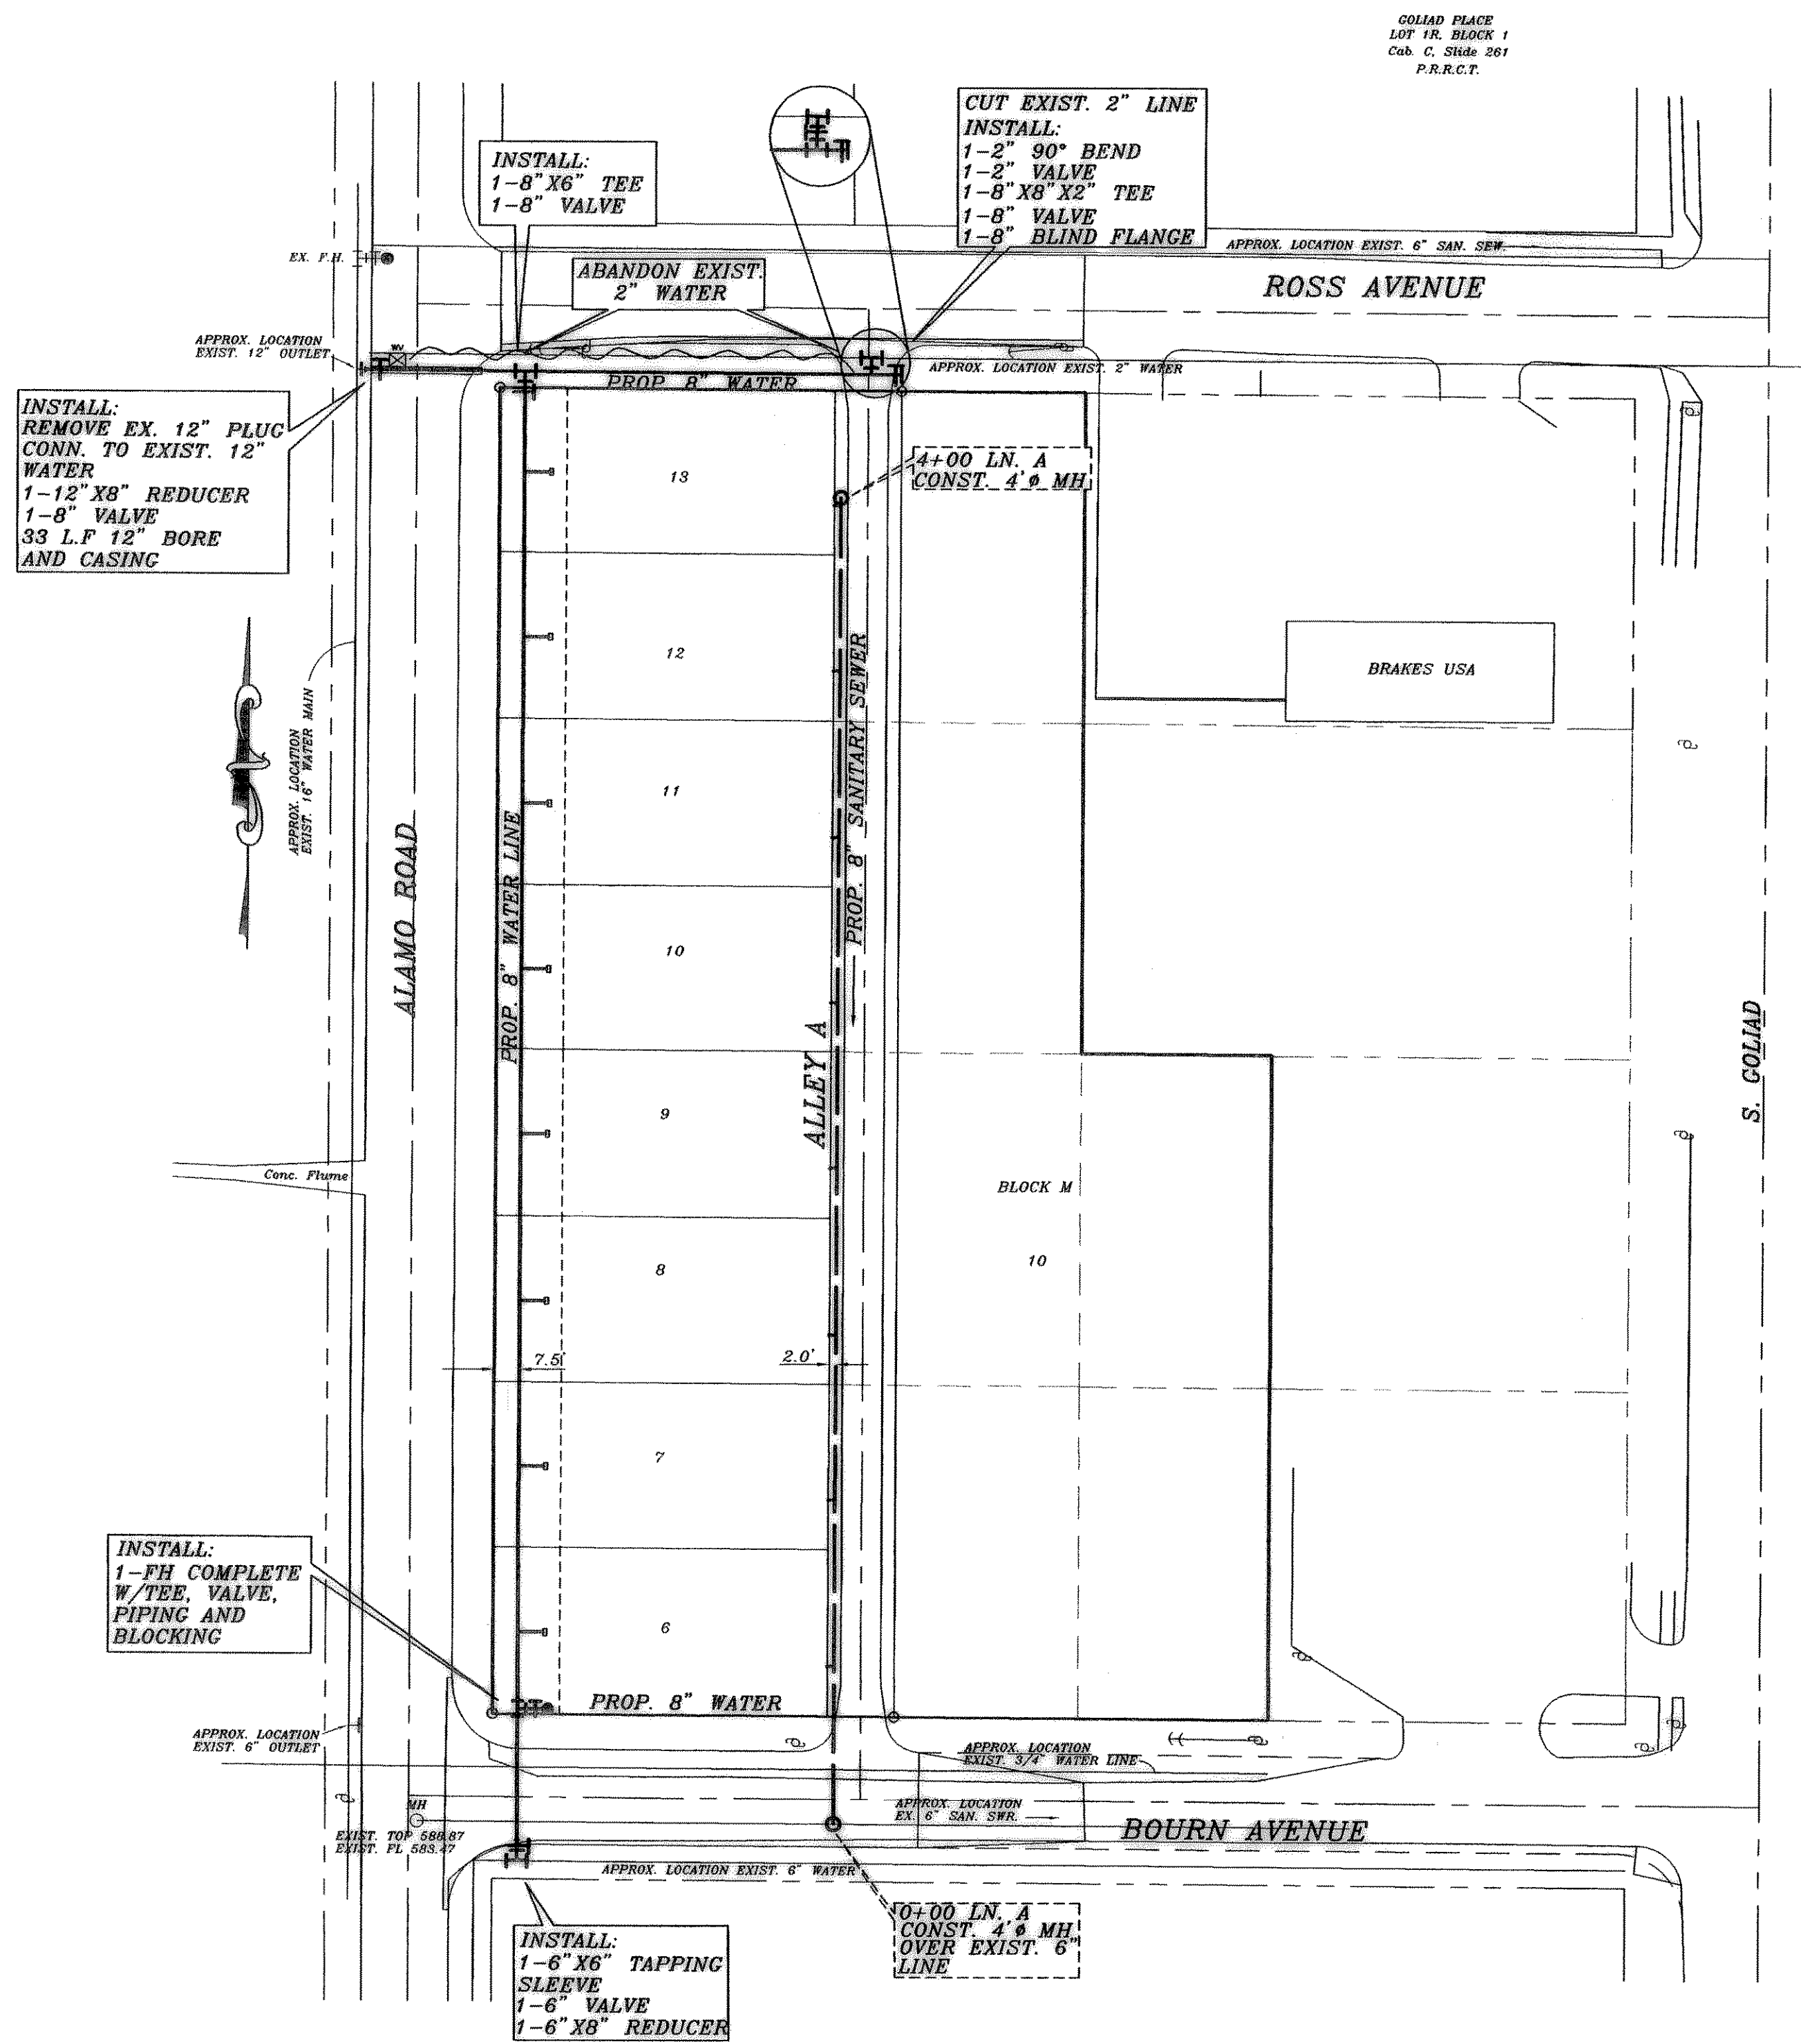 GOLIAD PLACE
LOT 1R, BLOCK 1
Cab. C, Slide 261
P.R.R.C.T.
CUT EXIST. 2" LINE
INSTALL:
1-2" 90° BEND
1-2" VALVE
1-8"X8"X2" TEE
1-8" VALVE
1-8" BLIND FLANGE
INSTALL:
1-8"X6" TEE
1-8" VALVE
APPROX. LOCATION EXIST. 6" SAN. SEW.
EX. F.H.
ABANDON EXIST.
2" WATER
ROSS AVENUE
APPROX. LOCATION
EXIST. 12" OUTLET
WV
APPROX. LOCATION EXIST. 2" WATER
PROP. 8" WATER
INSTALL:
REMOVE EX. 12" PLUG
CONN. TO EXIST. 12"
WATER
1-12"X8" REDUCER
1-8" VALVE
33 L.F 12" BORE
AND CASING
4+00 LN. A
CONST. 4'ø MH
13
12
11
10
9
8
7
6
BRAKES USA
APPROX. LOCATION
EXIST. 16" WATER MAIN
ALAMO ROAD
PROP. 8" WATER LINE
PROP. 8" SANITARY SEWER
ALLEY A
S. GOLIAD
Conc. Flume
BLOCK M
10
7.5'
2.0'
INSTALL:
1-FH COMPLETE
W/TEE, VALVE,
PIPING AND
BLOCKING
PROP. 8" WATER
APPROX. LOCATION
EXIST. 6" OUTLET
APPROX. LOCATION
EXIST. 3/4" WATER LINE
MH
EXIST. TOP 588.87
EXIST. FL 583.47
APPROX. LOCATION
EX. 6" SAN. SWR.
BOURN AVENUE
APPROX. LOCATION EXIST. 6" WATER
0+00 LN. A
CONST. 4'ø MH
OVER EXIST. 6"
LINE
INSTALL:
1-6"X6" TAPPING
SLEEVE
1-6" VALVE
1-6"X8" REDUCER